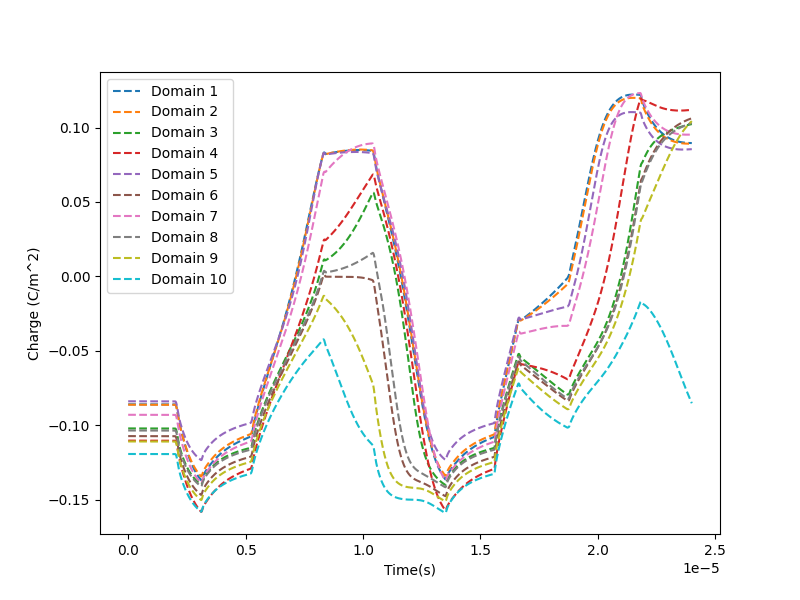 Domain 1
Domain 2
Domain 3
Domain 4
Domain 5
Domain 6
Domain 7
Domain 8
Domain 9
Domain 10
0.10
0.05
0.00
−0.05
−0.10
−0.15
Charge (C/m^2)
0.0
0.5
1.0
1.5
2.0
2.5
1e−5
Time(s)